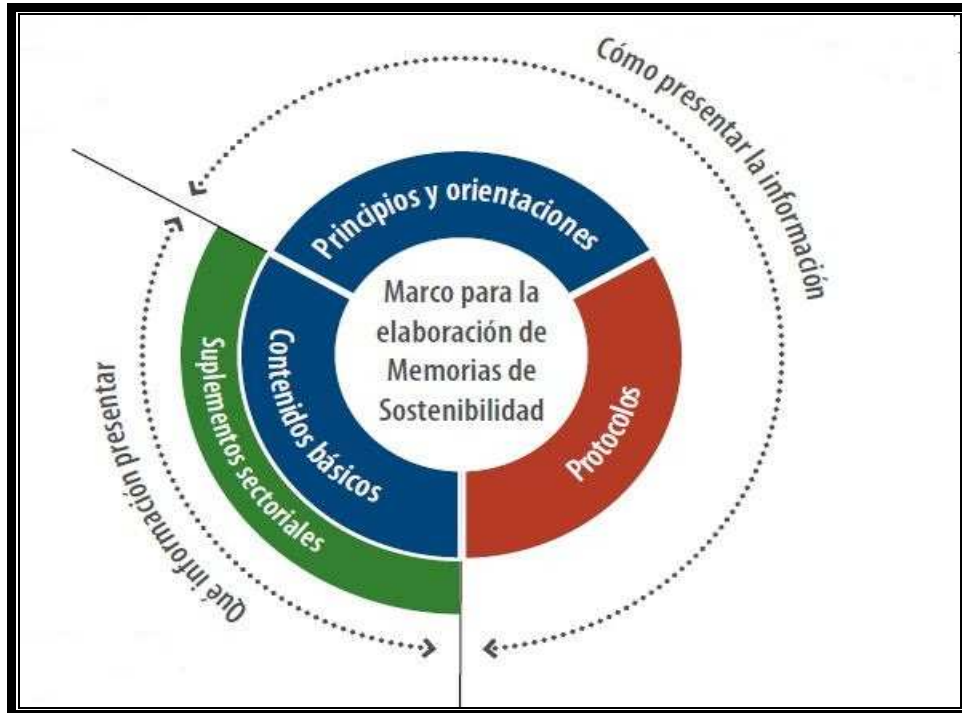 Cómo presentar la información
Principios y orientaciones
Marco para la
elaboración de
Memorias de
Sostenibilidad
Contenidos básicos
Suplementos sectoriales
Protocolos
Qué información presentar